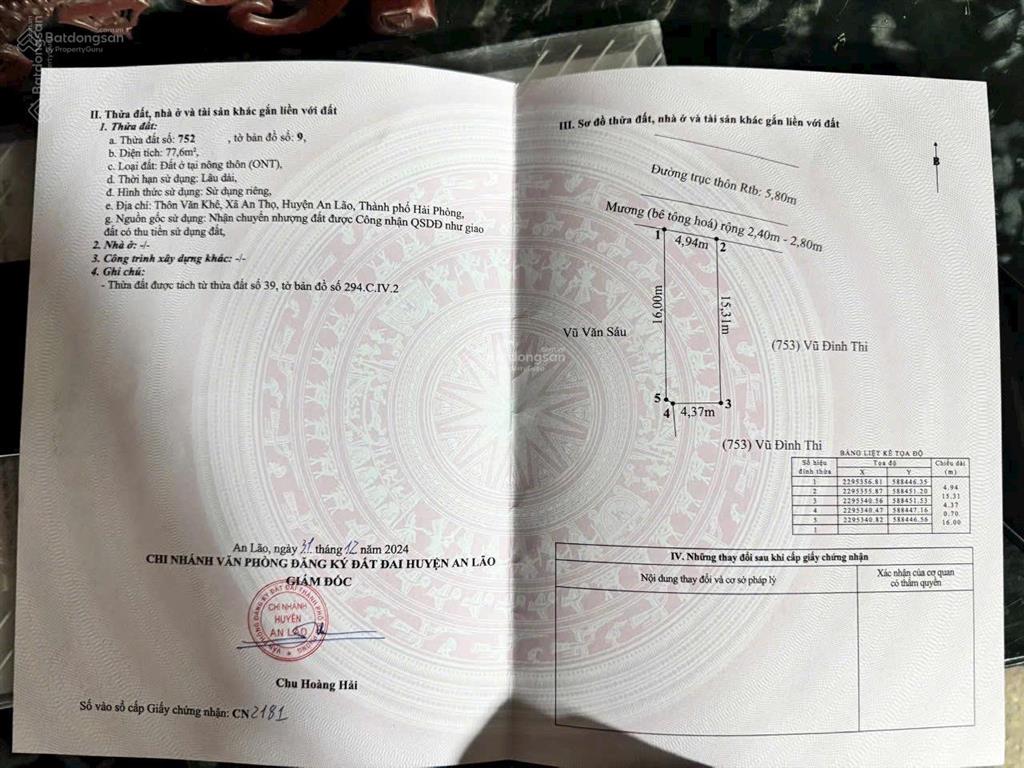 Batdongsan
by PropertyGuru
II. Thửa đất, nhà ở và tài sản khác gắn liền với đất
1. Thửa đất:
a. Thửa đất số: 752 , tờ bản đồ số: 9,
b. Diện tích: 77,6m²,
c. Loại đất: Đất ở tại nông thôn (ONT),
d. Thời hạn sử dụng: Lâu dài,
đ. Hình thức sử dụng: Sử dụng riêng,
e. Địa chỉ: Thôn Văn Khê, Xã An Thọ, Huyện An Lão, Thành phố Hải Phòng,
g. Nguồn gốc sử dụng: Nhận chuyển nhượng đất được Công nhận QSDĐ như giao
đất có thu tiền sử dụng đất,
2. Nhà ở: -/-
3. Công trình xây dựng khác: -/-
4. Ghi chú:
- Thửa đất được tách từ thửa đất số 39, tờ bản đồ số 294.C.IV.2
An Lão, ngày 31 tháng 12 năm 2024
CHI NHÁNH VĂN PHÒNG ĐĂNG KÝ ĐẤT ĐAI HUYỆN AN LÃO
GIÁM ĐỐC
CHI NHÁNH
HUYỆN
AN LÃO
Chu Hoàng Hải
Số vào sổ cấp Giấy chứng nhận: CN 2181
III. Sơ đồ thửa đất, nhà ở và tài sản khác gắn liền với đất
B
Đường trục thôn Rtb: 5,80m
Mương (bê tông hoá) rộng 2,40m - 2,80m
1 4,94m 2
16,00m 15,31m
Vũ Văn Sáu
(753) Vũ Đình Thi
5
4 4,37m 3
(753) Vũ Đình Thi
Batdongsan
BẢNG LIỆT KÊ TỌA ĐỘ
Số hiệu đỉnh thửa Tọa độ Chiều dài (m)
X Y
1 2295356.81 588446.35
4.94
2 2295355.87 588451.20
15.31
3 2295340.56 588451.53
4.37
4 2295340.47 588447.16
0.70
5 2295340.82 588446.56
16.00
1
IV. Những thay đổi sau khi cấp giấy chứng nhận
Nội dung thay đổi và cơ sở pháp lý
Xác nhận của cơ quan
có thẩm quyền